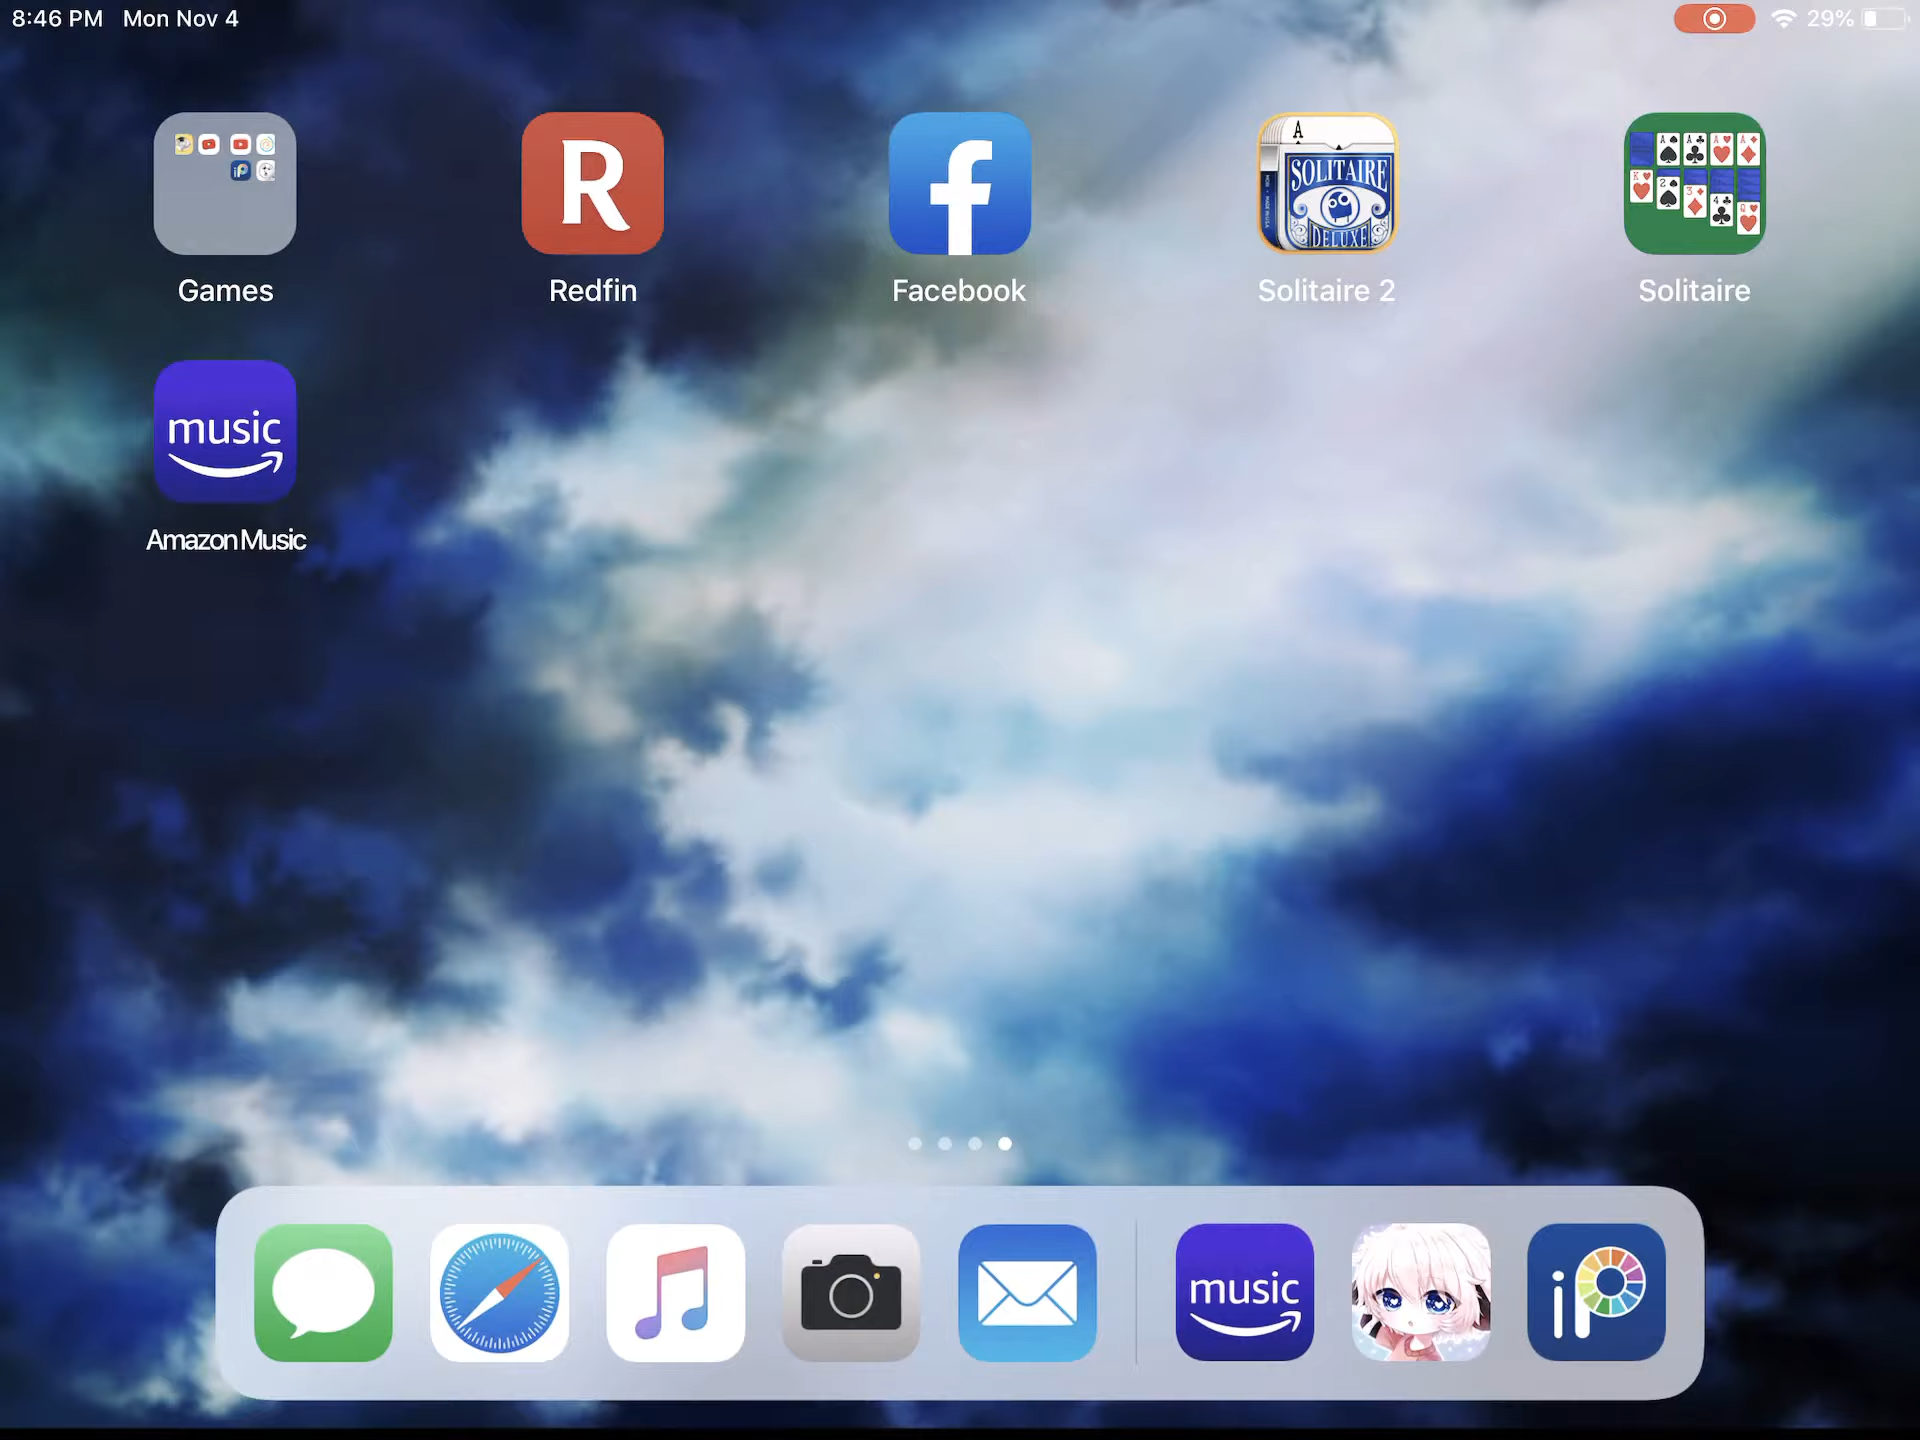 8:46 PM Mon Nov 4
29%
R
f
A
SOLITAIRE
DELUXE
Games
Redfin
Facebook
Solitaire 2
Solitaire
music
Amazon Music
music
iP